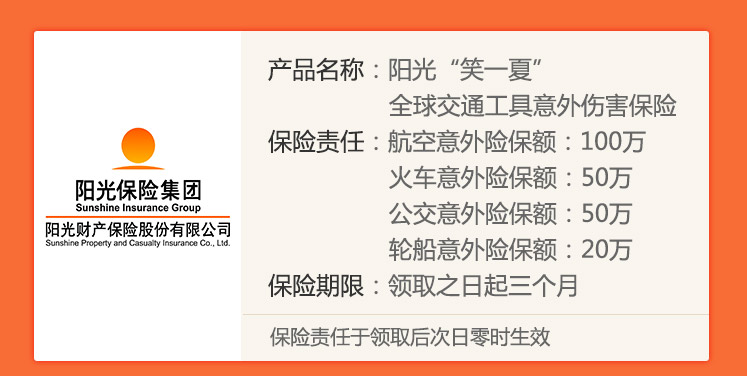 阳光保险集团
Sunshine Insurance Group
阳光财产保险股份有限公司
Sunshine Property and Casualty Insurance Co., Ltd.
产品名称：阳光“笑一夏”
全球交通工具意外伤害保险
保险责任：航空意外险保额：100万
火车意外险保额：50万
公交意外险保额：50万
轮船意外险保额：20万
保险期限：领取之日起三个月
保险责任于领取后次日零时生效